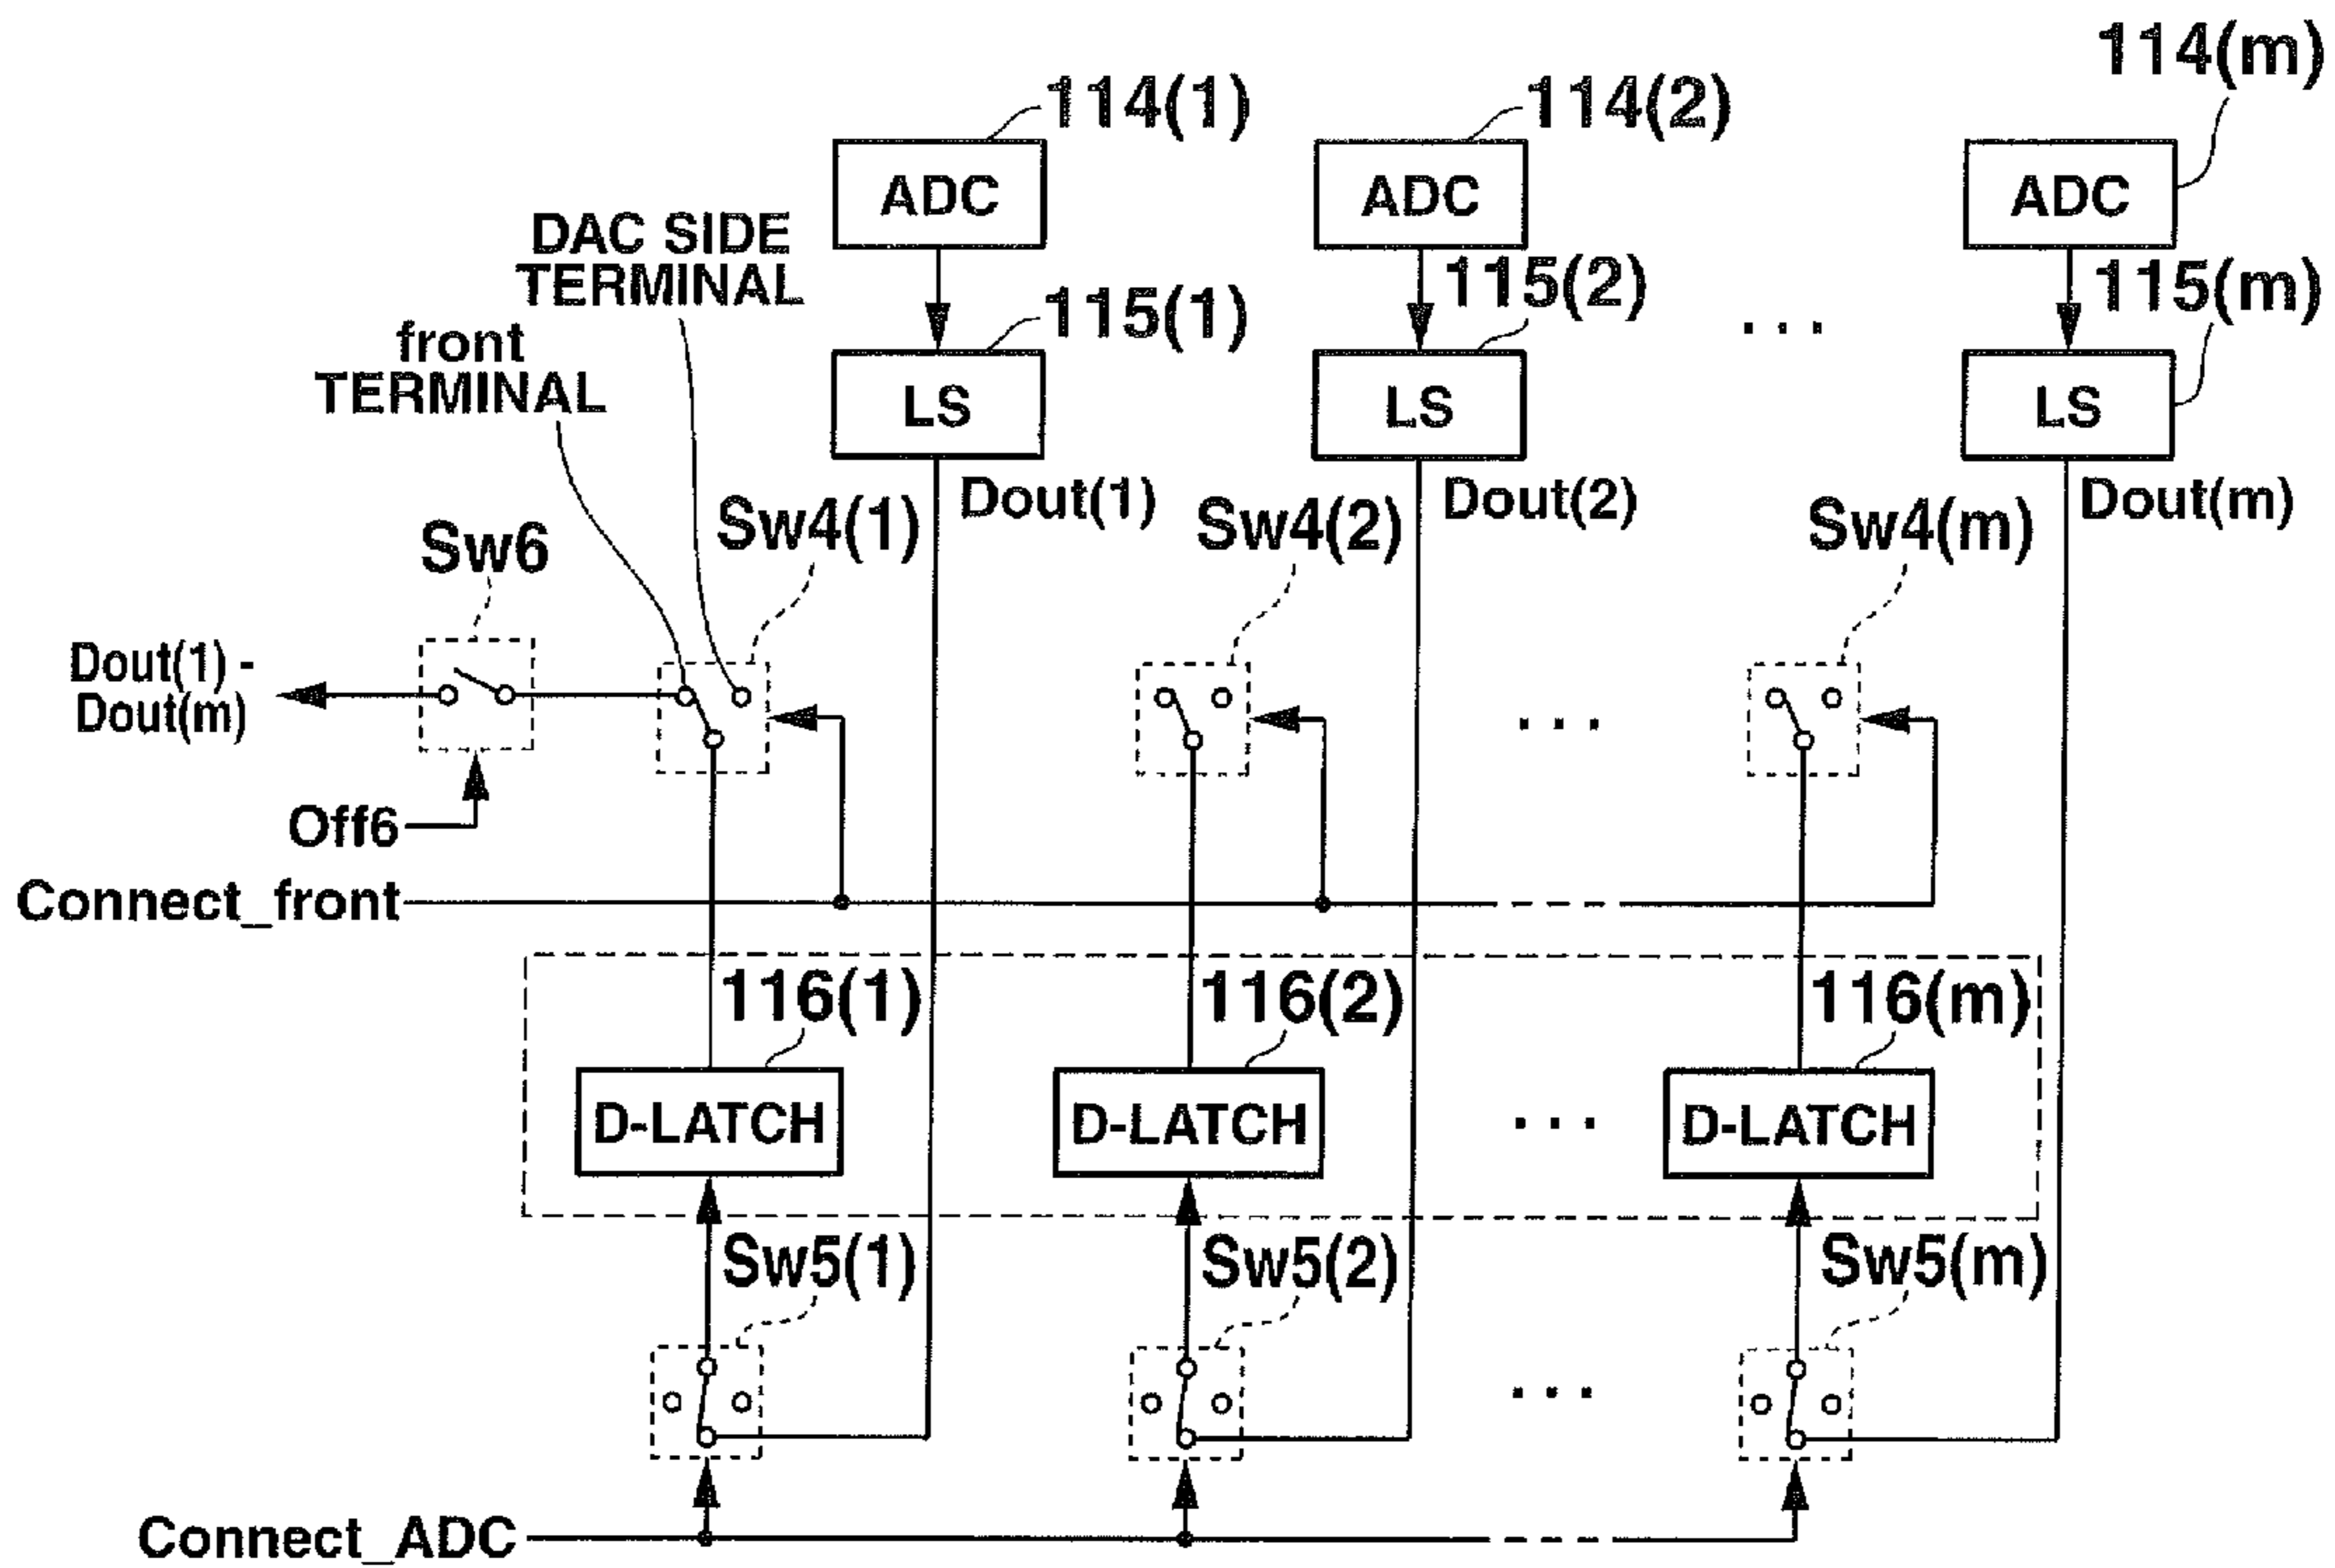 114(1)
114(2)
114(m)
ADC
ADC
ADC
DAC SIDE
TERMINAL
115(1)
115(2)
115(m)
front
TERMINAL
LS
LS
LS
. . .
Dout(1)
Dout(2)
Dout(m)
Sw6
Sw4(1)
Sw4(2)
Sw4(m)
Dout(1) -
Dout(m)
. . .
Off6
Connect_front
116(1)
116(2)
116(m)
D-LATCH
D-LATCH
. . .
D-LATCH
Sw5(1)
Sw5(2)
Sw5(m)
. . .
Connect_ADC